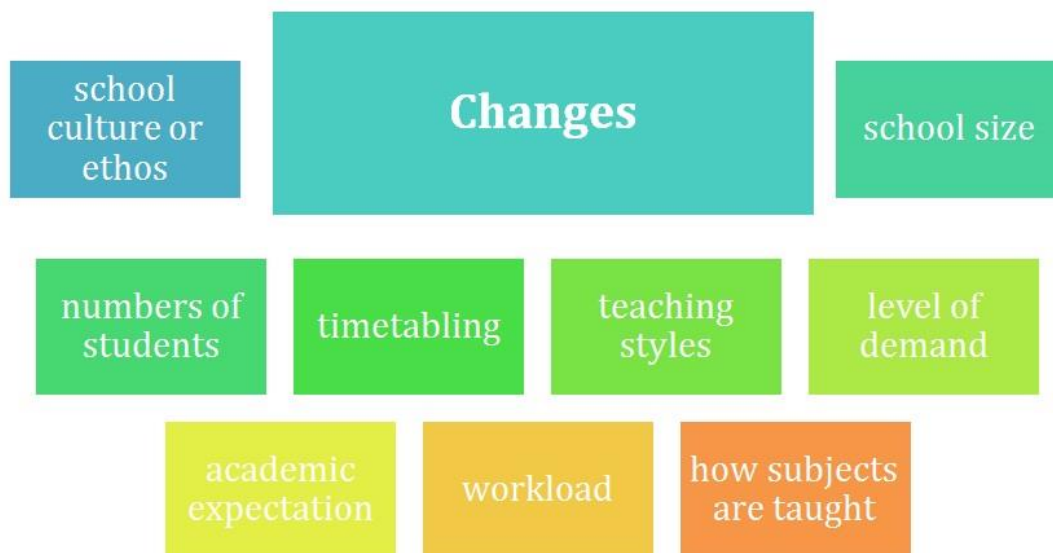 school
culture or
ethos
Changes
school size
numbers of
students
timetabling
teaching
styles
level of
demand
academic
expectation
workload
how subjects
are taught